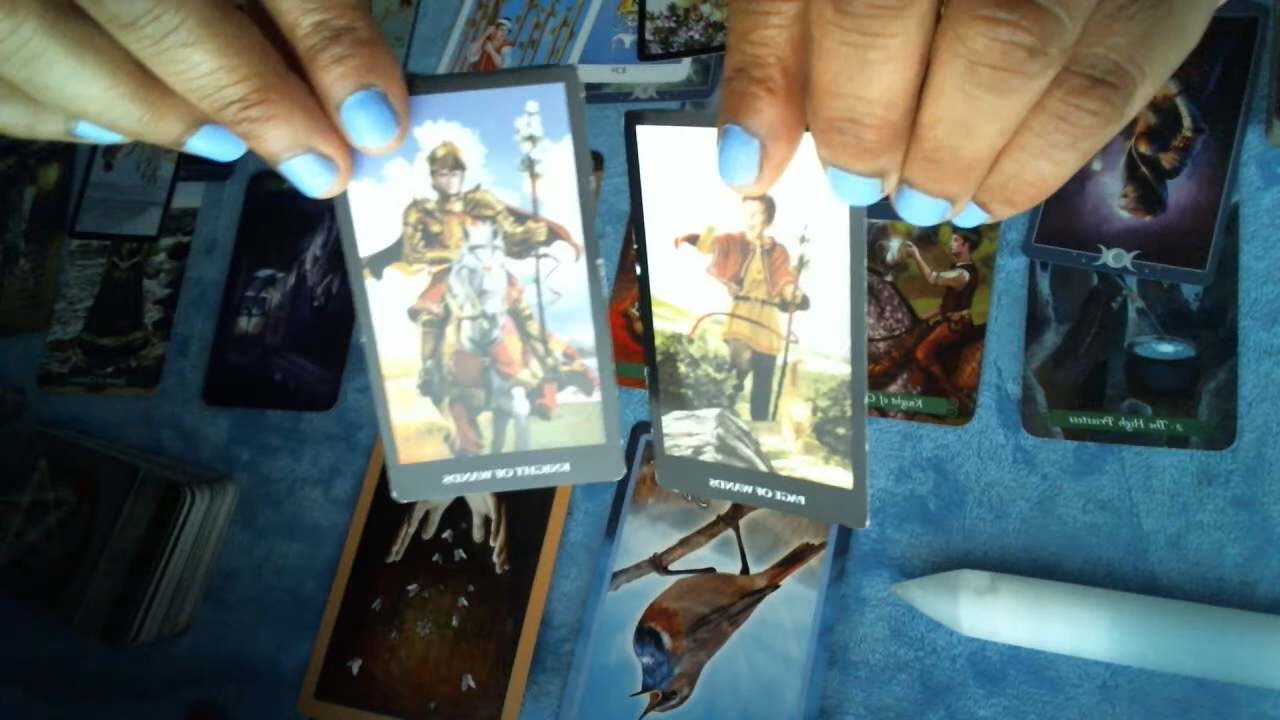 KNIGHT OF WANDS
PAGE OF WANDS
Knight of
2 - The High Priestess